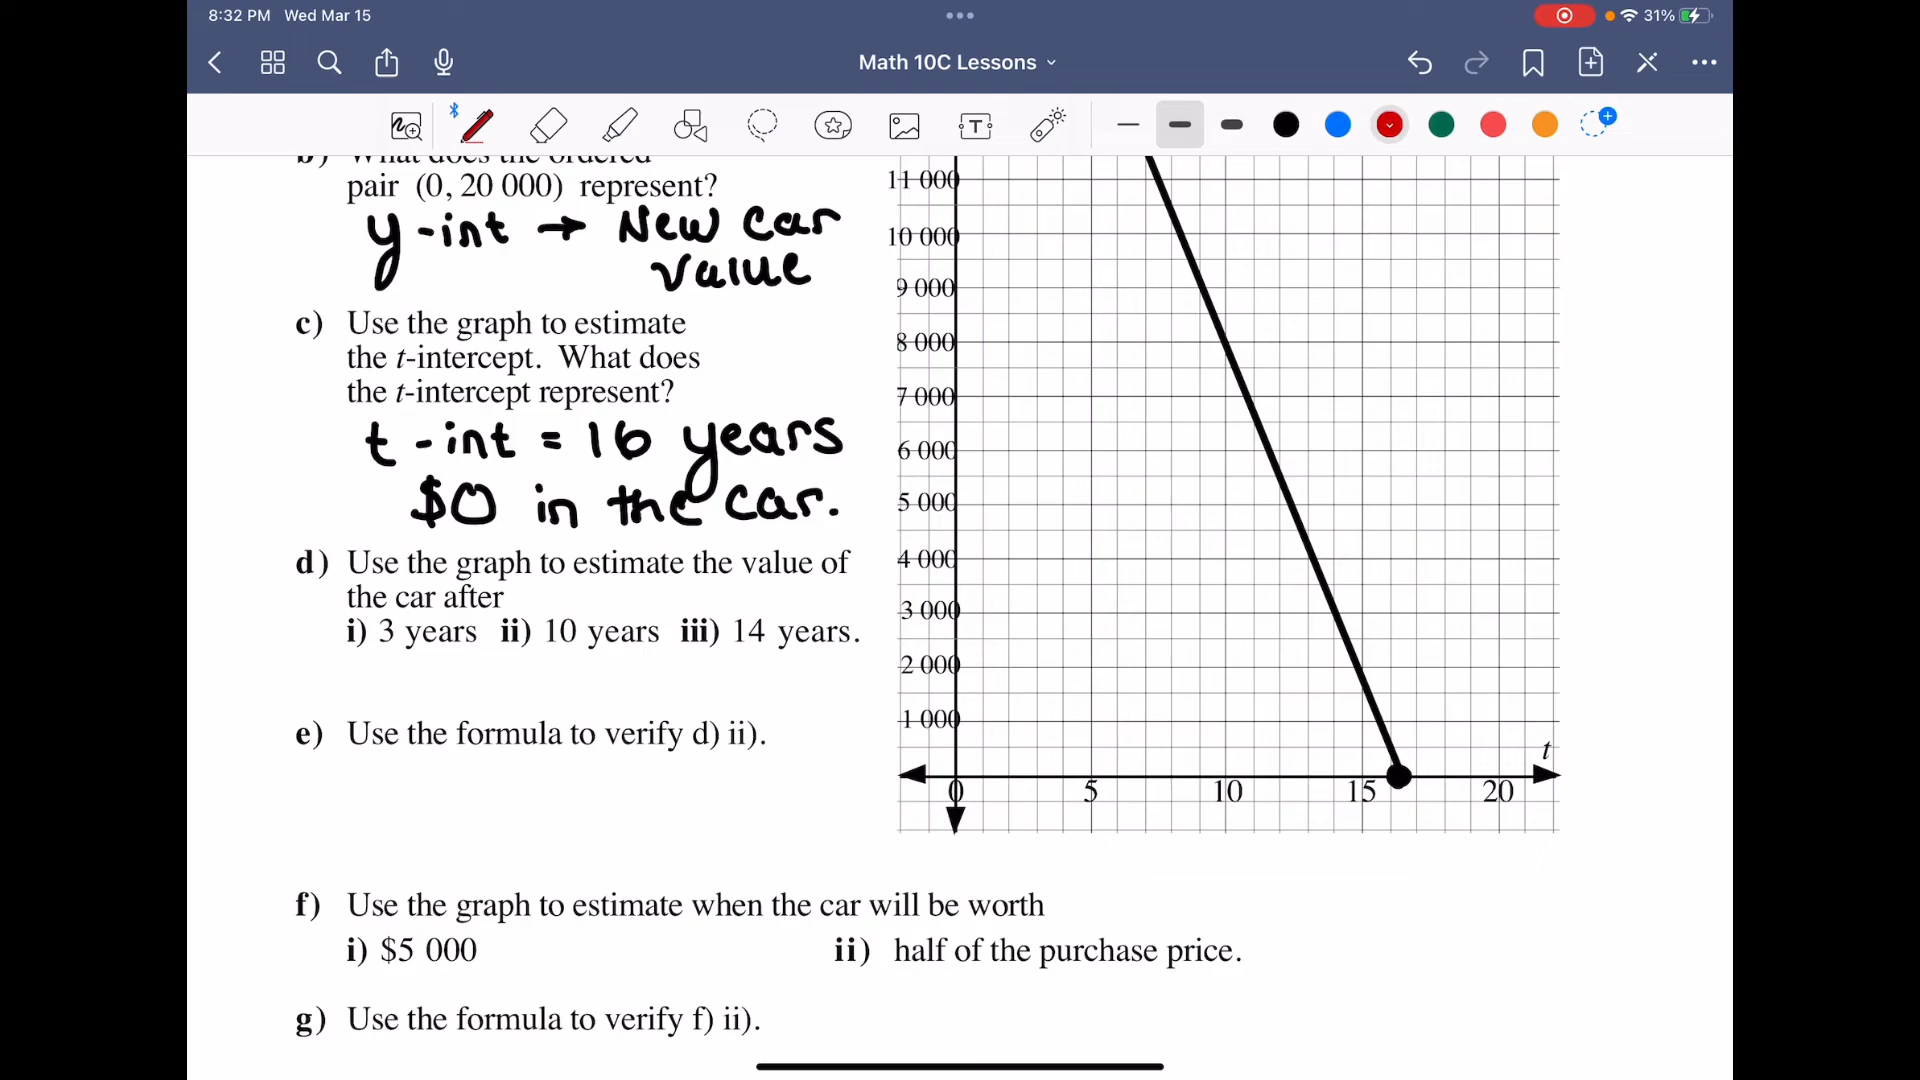 8:32 PM Wed Mar 15
31%
Math 10C Lessons
b) What does the ordered
pair (0, 20 000) represent?
y-int → New car
value
c) Use the graph to estimate
the t-intercept. What does
the t-intercept represent?
t-int = 16 years
$0 in the car.
d) Use the graph to estimate the value of
the car after
i) 3 years ii) 10 years iii) 14 years.
e) Use the formula to verify d) ii).
11 000
10 000
9 000
8 000
7 000
6 000
5 000
4 000
3 000
2 000
1 000
t
0 5 10 15 20
f) Use the graph to estimate when the car will be worth
i) $5 000 ii) half of the purchase price.
g) Use the formula to verify f) ii).